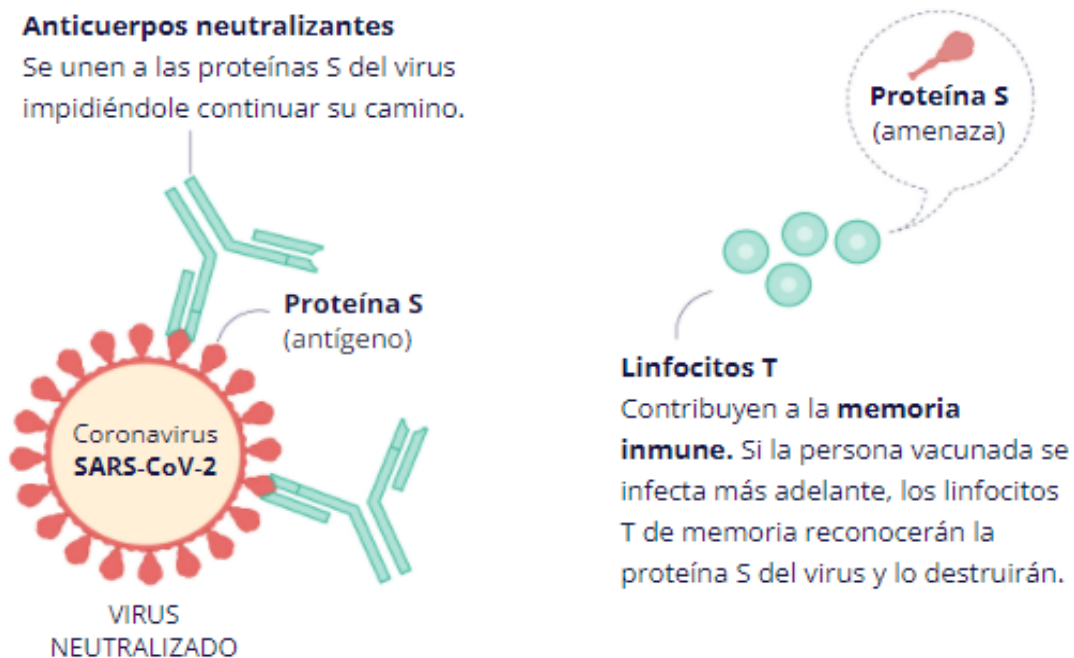 Anticuerpos neutralizantes
Se unen a las proteínas S del virus
impidiéndole continuar su camino.
Proteína S
(antígeno)
Coronavirus
SARS-CoV-2
VIRUS
NEUTRALIZADO
Proteína S
(amenaza)
Linfocitos T
Contribuyen a la memoria
inmune. Si la persona vacunada se
infecta más adelante, los linfocitos
T de memoria reconocerán la
proteína S del virus y lo destruirán.